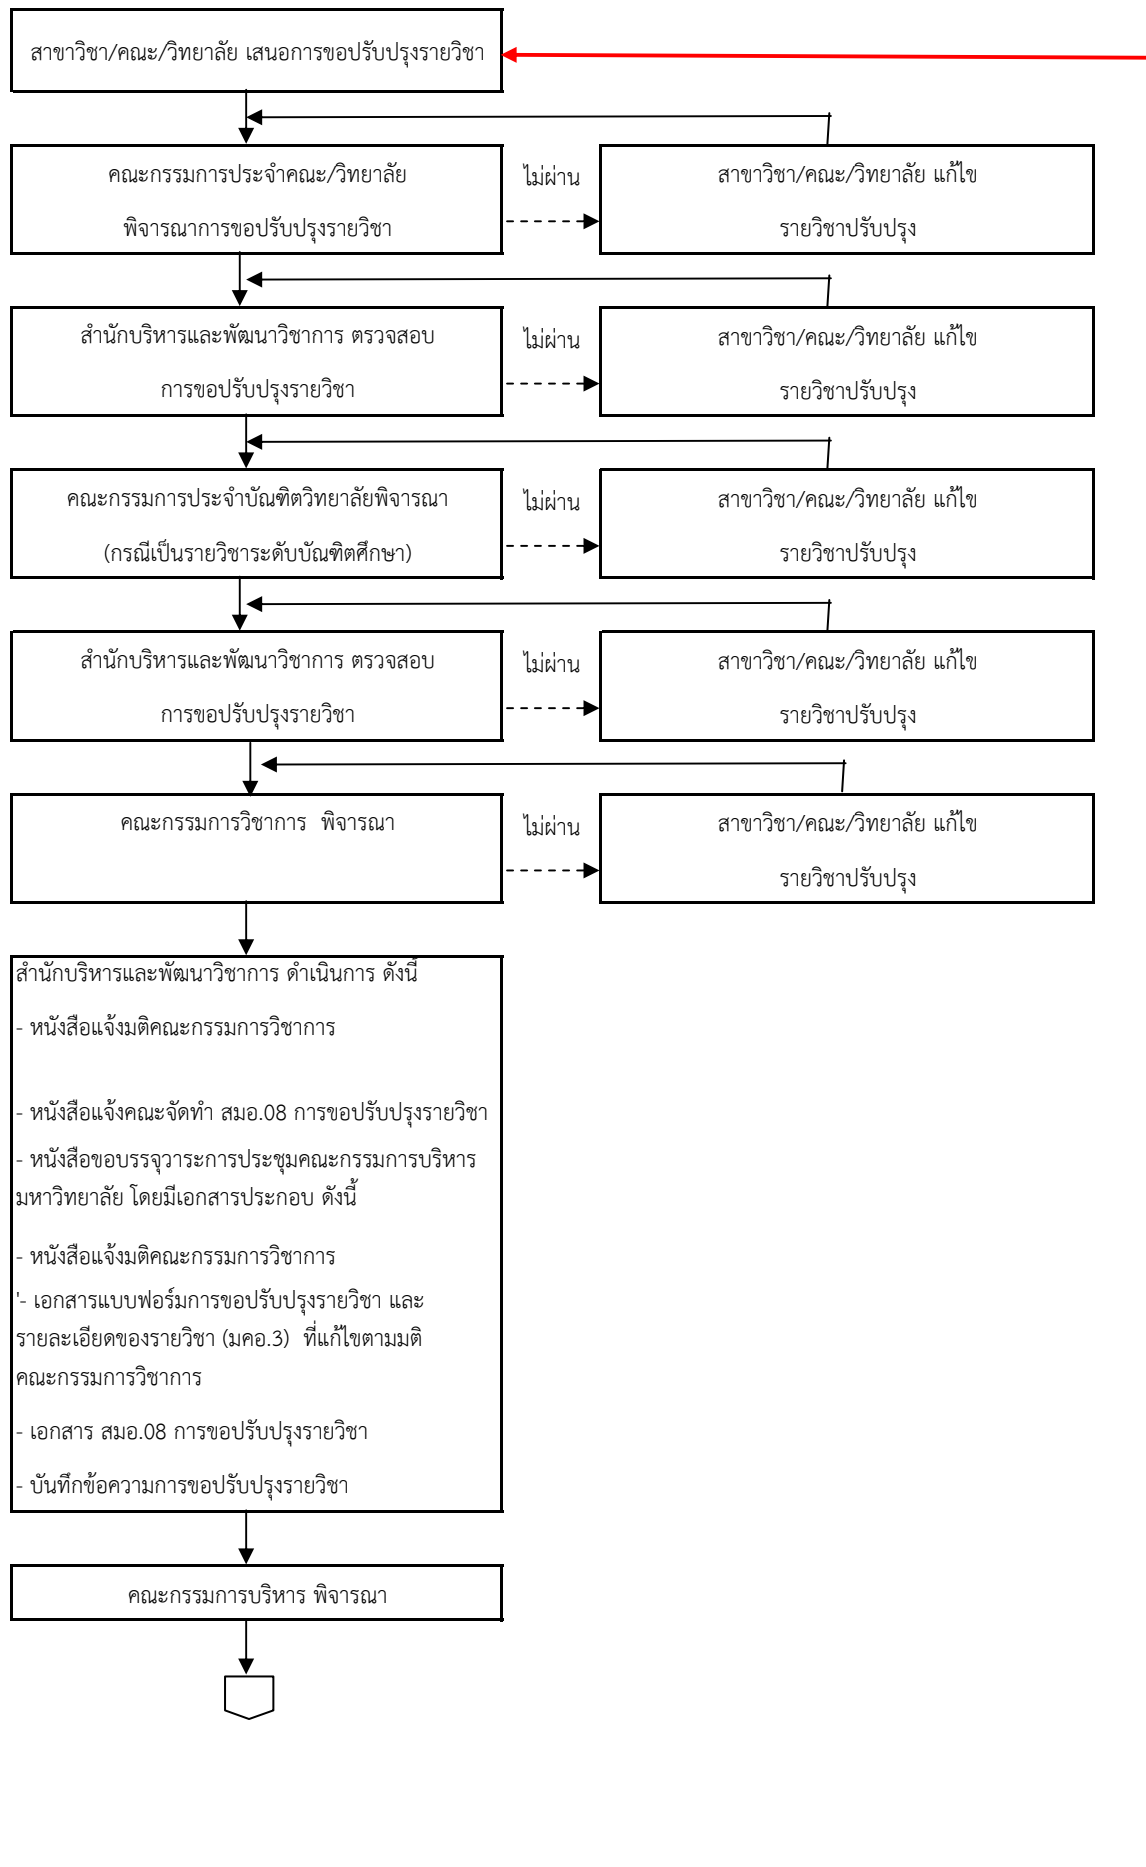 สาขาวิชา/คณะ/วิทยาลัย เสนอการขอปรับปรุงรายวิชา
คณะกรรมการประจำคณะ/วิทยาลัย
พิจารณาการขอปรับปรุงรายวิชา
ไม่ผ่าน
สาขาวิชา/คณะ/วิทยาลัย แก้ไข
รายวิชาปรับปรุง
สำนักบริหารและพัฒนาวิชาการ ตรวจสอบ
การขอปรับปรุงรายวิชา
ไม่ผ่าน
สาขาวิชา/คณะ/วิทยาลัย แก้ไข
รายวิชาปรับปรุง
คณะกรรมการประจำบัณฑิตวิทยาลัยพิจารณา
(กรณีเป็นรายวิชาระดับบัณฑิตศึกษา)
ไม่ผ่าน
สาขาวิชา/คณะ/วิทยาลัย แก้ไข
รายวิชาปรับปรุง
สำนักบริหารและพัฒนาวิชาการ ตรวจสอบ
การขอปรับปรุงรายวิชา
ไม่ผ่าน
สาขาวิชา/คณะ/วิทยาลัย แก้ไข
รายวิชาปรับปรุง
คณะกรรมการวิชาการ  พิจารณา
ไม่ผ่าน
สาขาวิชา/คณะ/วิทยาลัย แก้ไข
รายวิชาปรับปรุง
สำนักบริหารและพัฒนาวิชาการ ดำเนินการ ดังนี้
- หนังสือแจ้งมติคณะกรรมการวิชาการ
- หนังสือแจ้งคณะจัดทำ สมอ.08 การขอปรับปรุงรายวิชา
- หนังสือขอบรรจุวาระการประชุมคณะกรรมการบริหาร
มหาวิทยาลัย โดยมีเอกสารประกอบ ดังนี้
- หนังสือแจ้งมติคณะกรรมการวิชาการ
'- เอกสารแบบฟอร์มการขอปรับปรุงรายวิชา และ
รายละเอียดของรายวิชา (มคอ.3)  ที่แก้ไขตามมติ
คณะกรรมการวิชาการ
- เอกสาร สมอ.08 การขอปรับปรุงรายวิชา
- บันทึกข้อความการขอปรับปรุงรายวิชา
คณะกรรมการบริหาร พิจารณา